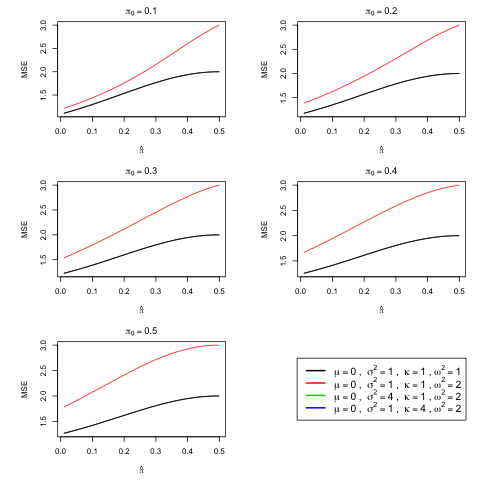 π₀ = 0.1
MSE
3.0
2.5
2.0
1.5
0.0 0.1 0.2 0.3 0.4 0.5
π̂
π₀ = 0.2
MSE
3.0
2.5
2.0
1.5
0.0 0.1 0.2 0.3 0.4 0.5
π̂
π₀ = 0.3
MSE
3.0
2.5
2.0
1.5
0.0 0.1 0.2 0.3 0.4 0.5
π̂
π₀ = 0.4
MSE
3.0
2.5
2.0
1.5
0.0 0.1 0.2 0.3 0.4 0.5
π̂
π₀ = 0.5
MSE
3.0
2.5
2.0
1.5
0.0 0.1 0.2 0.3 0.4 0.5
π̂
μ = 0 , σ² = 1 , κ = 1 , ω² = 1
μ = 0 , σ² = 1 , κ = 1 , ω² = 2
μ = 0 , σ² = 4 , κ = 1 , ω² = 2
μ = 0 , σ² = 1 , κ = 4 , ω² = 2